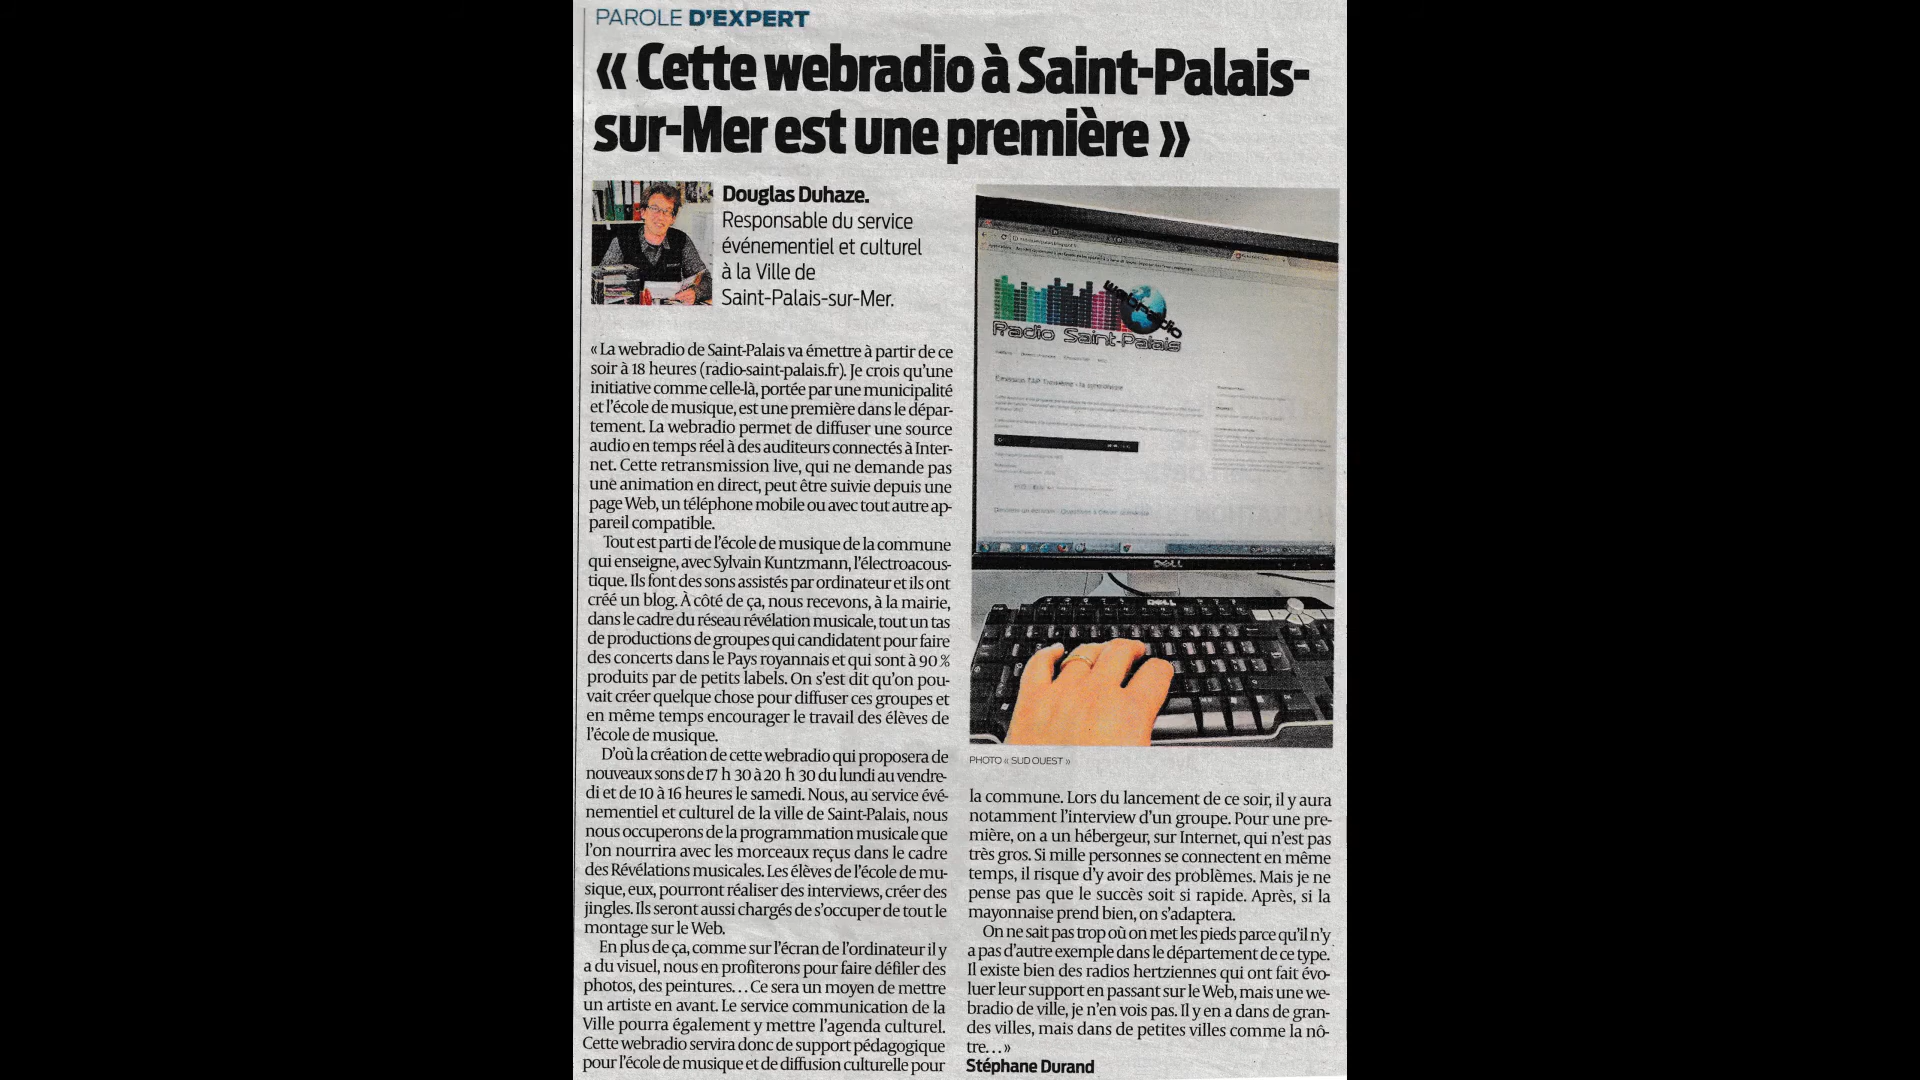 PAROLE D'EXPERT
« Cette webradio à Saint-Palais-
sur-Mer est une première »
Douglas Duhaze.
Responsable du service
événementiel et culturel
à la Ville de
Saint-Palais-sur-Mer.
« La webradio de Saint-Palais va émettre à partir de ce
soir à 18 heures (radio-saint-palais.fr). Je crois qu'une
initiative comme celle-là, portée par une municipalité
et l'école de musique, est une première dans le dépar-
tement. La webradio permet de diffuser une source
audio en temps réel à des auditeurs connectés à Inter-
net. Cette retransmission live, qui ne demande pas
une animation en direct, peut être suivie depuis une
page Web, un téléphone mobile ou avec tout autre ap-
pareil compatible.
Tout est parti de l'école de musique de la commune
qui enseigne, avec Sylvain Kuntzmann, l'électroacous-
tique. Ils font des sons assistés par ordinateur et ils ont
créé un blog. À côté de ça, nous recevons, à la mairie,
dans le cadre du réseau révélation musicale, tout un tas
de productions de groupes qui candidatent pour faire
des concerts dans le Pays royannais et qui sont à 90 %
produits par de petits labels. On s'est dit qu'on pou-
vait créer quelque chose pour diffuser ces groupes et
en même temps encourager le travail des élèves de
l'école de musique.
D'où la création de cette webradio qui proposera de
nouveaux sons de 17 h 30 à 20 h 30 du lundi au vendre-
di et de 10 à 16 heures le samedi. Nous, au service évé-
nementiel et culturel de la ville de Saint-Palais, nous
nous occuperons de la programmation musicale que
l'on nourrira avec les morceaux reçus dans le cadre
des Révélations musicales. Les élèves de l'école de mu-
sique, eux, pourront réaliser des interviews, créer des
jingles. Ils seront aussi chargés de s'occuper de tout le
montage sur le Web.
En plus de ça, comme sur l'écran de l'ordinateur il y
a du visuel, nous en profiterons pour faire défiler des
photos, des peintures... Ce sera un moyen de mettre
un artiste en avant. Le service communication de la
Ville pourra également y mettre l'agenda culturel.
Cette webradio servira donc de support pédagogique
pour l'école de musique et de diffusion culturelle pour
webradio
Radio Saint-Palais
DELL
DELL
PHOTO « SUD OUEST »
la commune. Lors du lancement de ce soir, il y aura
notamment l'interview d'un groupe. Pour une pre-
mière, on a un hébergeur, sur Internet, qui n'est pas
très gros. Si mille personnes se connectent en même
temps, il risque d'y avoir des problèmes. Mais je ne
pense pas que le succès soit si rapide. Après, si la
mayonnaise prend bien, on s'adaptera.
On ne sait pas trop où on met les pieds parce qu'il n'y
a pas d'autre exemple dans le département de ce type.
Il existe bien des radios hertziennes qui ont fait évo-
luer leur support en passant sur le Web, mais une we-
bradio de ville, je n'en vois pas. Il y en a dans de gran-
des villes, mais dans de petites villes comme la nô-
tre... »
Stéphane Durand